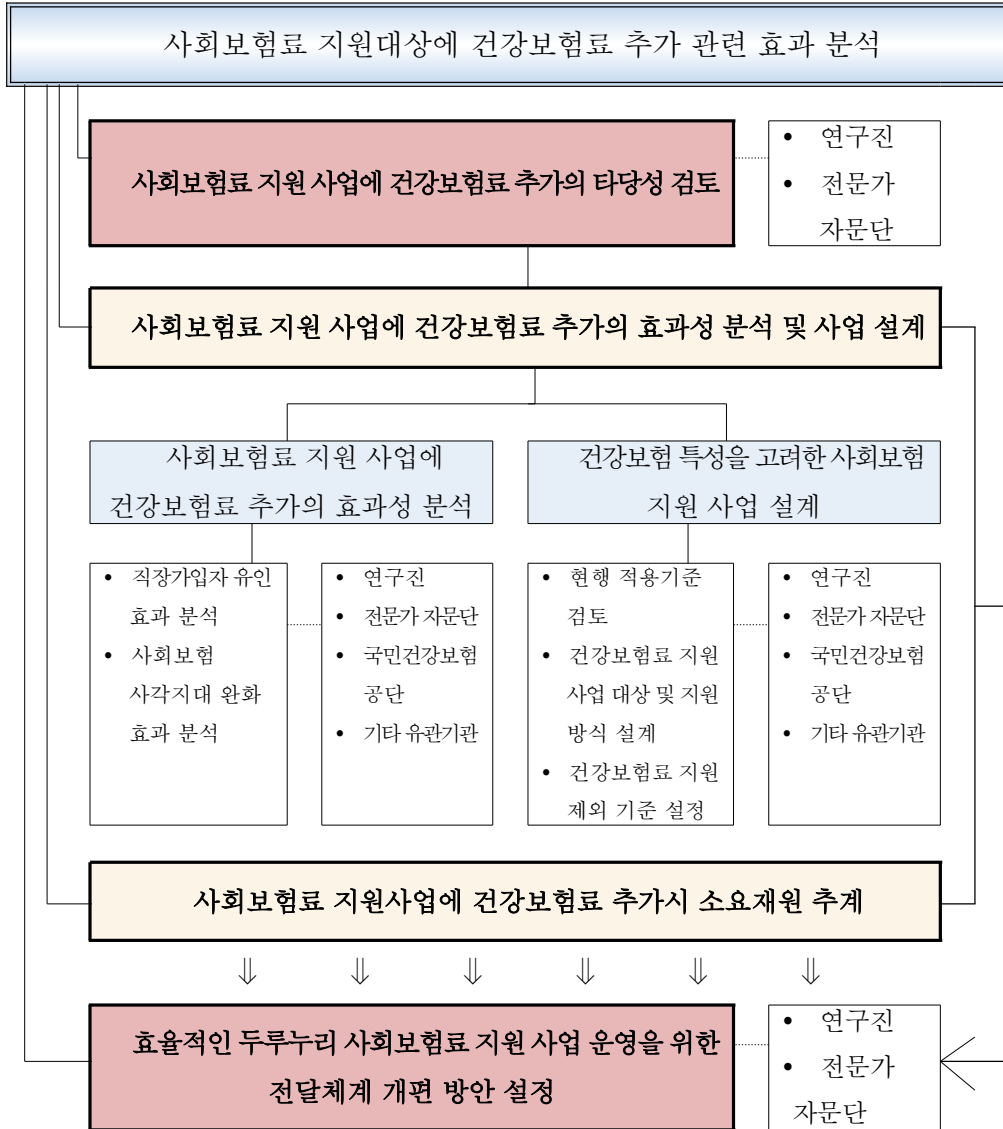 사회보험료 지원대상에 건강보험료 추가 관련 효과 분석
사회보험료 지원 사업에 건강보험료 추가의 타당성 검토
• 연구진
• 전문가
자문단
사회보험료 지원 사업에 건강보험료 추가의 효과성 분석 및 사업 설계
사회보험료 지원 사업에
건강보험료 추가의 효과성 분석
건강보험 특성을 고려한 사회보험
지원 사업 설계
• 직장가입자 유인
효과 분석
• 사회보험
사각지대 완화
효과 분석
• 연구진
• 전문가 자문단
• 국민건강보험
공단
• 기타 유관기관
• 현행 적용기준
검토
• 건강보험료 지원
사업 대상 및 지원
방식 설계
• 건강보험료 지원
제외 기준 설정
• 연구진
• 전문가 자문단
• 국민건강보험
공단
• 기타 유관기관
사회보험료 지원사업에 건강보험료 추가시 소요재원 추계
⇓ ⇓ ⇓ ⇓ ⇓ ⇓
효율적인 두루누리 사회보험료 지원 사업 운영을 위한
전달체계 개편 방안 설정
• 연구진
• 전문가
자문단